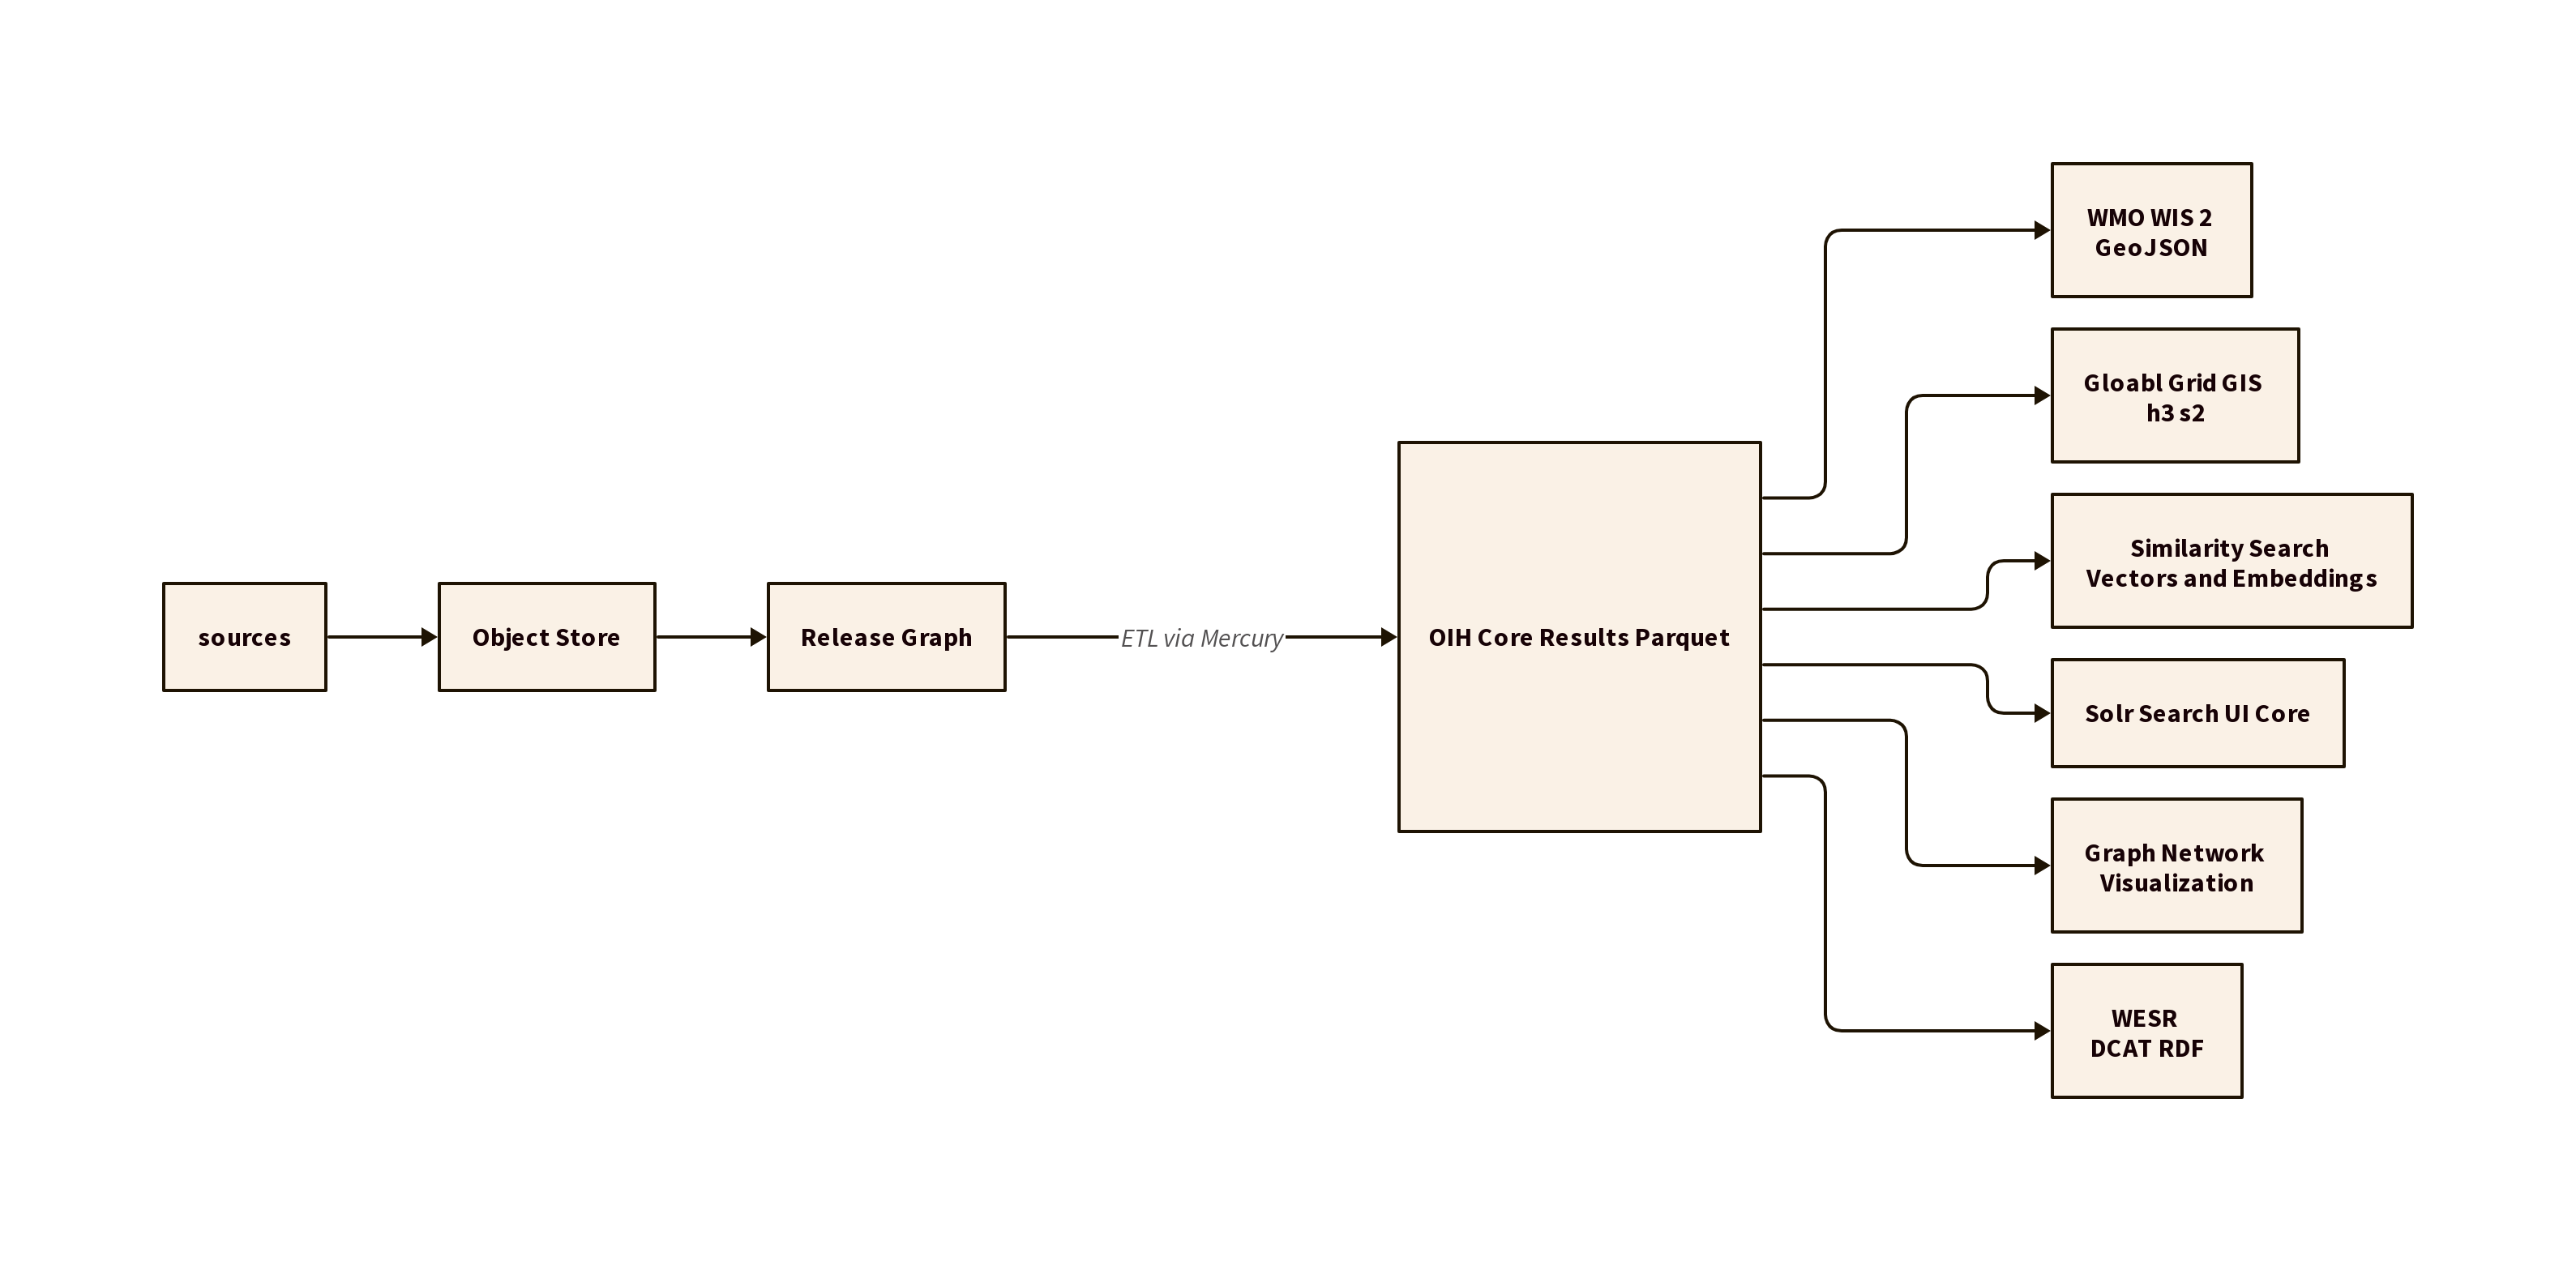 sources
Object Store
Release Graph
ETL via Mercury
OIH Core Results Parquet
WMO WIS 2
GeoJSON
Gloabl Grid GIS
h3 s2
Similarity Search
Vectors and Embeddings
Solr Search UI Core
Graph Network
Visualization
WESR
DCAT RDF